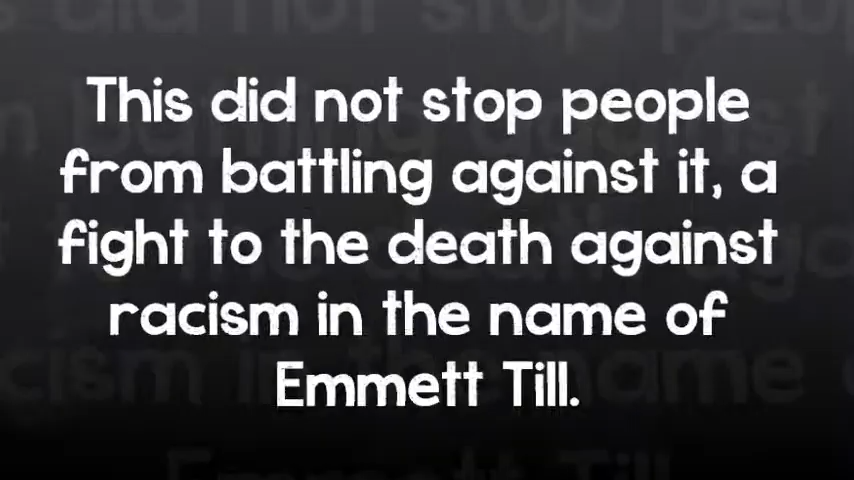 This did not stop people
from battling against it, a
fight to the death against
racism in the name of
Emmett Till.